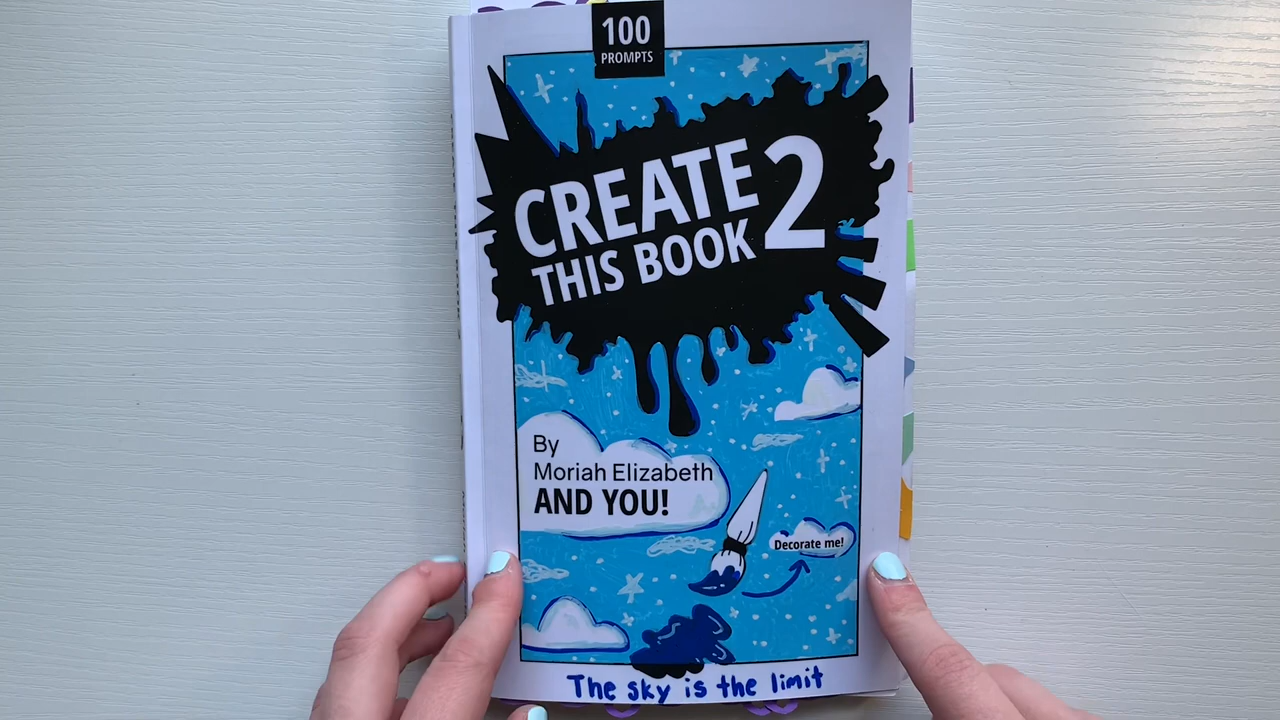 100
PROMPTS
CREATE 2
THIS BOOK
By
Moriah Elizabeth
AND YOU!
Decorate me!
The sky is the limit